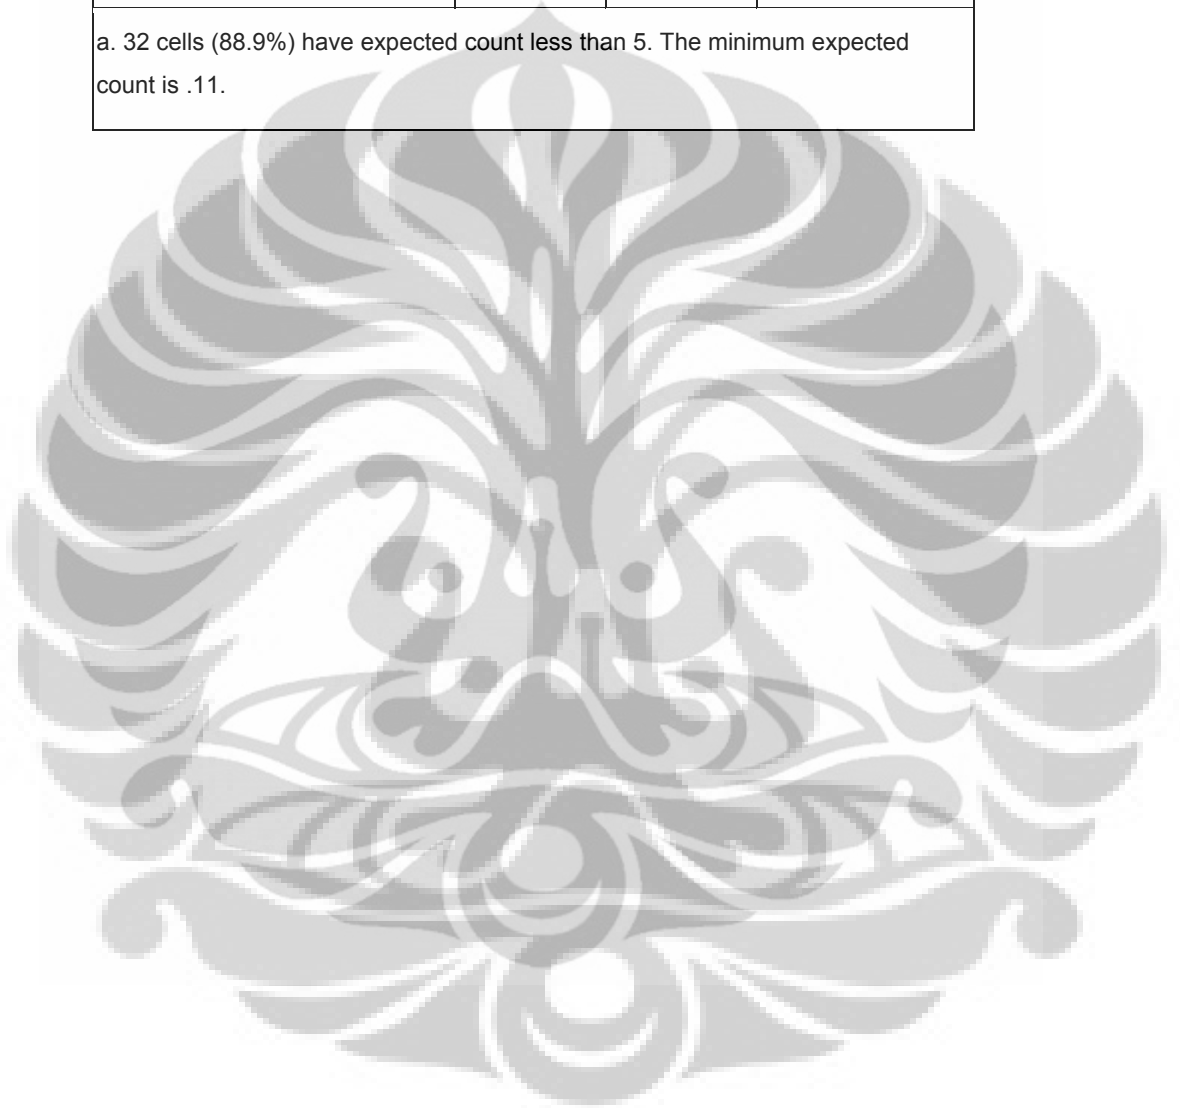 a. 32 cells (88.9%) have expected count less than 5. The minimum expected
count is .11.